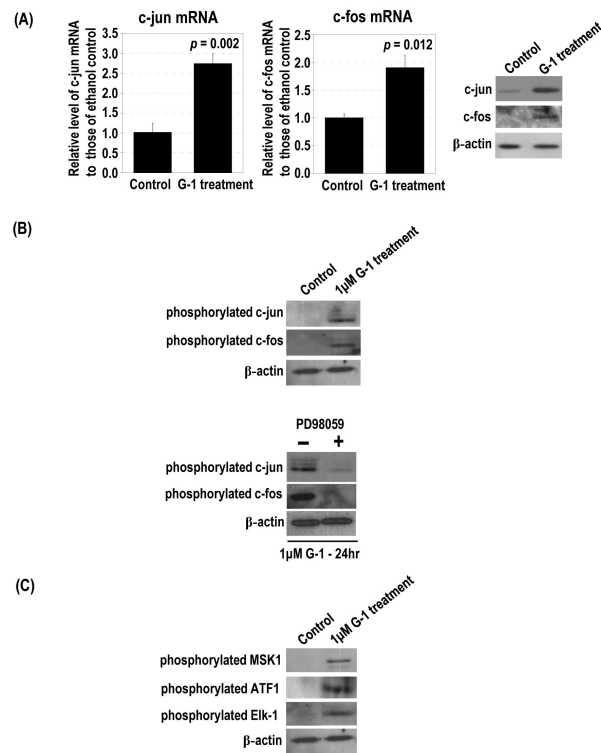 (A)
c-jun mRNA
Relative level of c-jun mRNA
to those of ethanol control
3.5
3.0
2.5
2.0
1.5
1.0
0.5
0.0
p = 0.002
Control
G-1 treatment
c-fos mRNA
Relative level of c-fos mRNA
to those of ethanol control
2.5
2.0
1.5
1.0
0.5
0.0
p = 0.012
Control
G-1 treatment
Control
G-1 treatment
c-jun
c-fos
β-actin
(B)
Control
1µM G-1 treatment
phosphorylated c-jun
phosphorylated c-fos
β-actin
PD98059
− +
phosphorylated c-jun
phosphorylated c-fos
β-actin
1µM G-1 - 24hr
(C)
Control
1µM G-1 treatment
phosphorylated MSK1
phosphorylated ATF1
phosphorylated Elk-1
β-actin